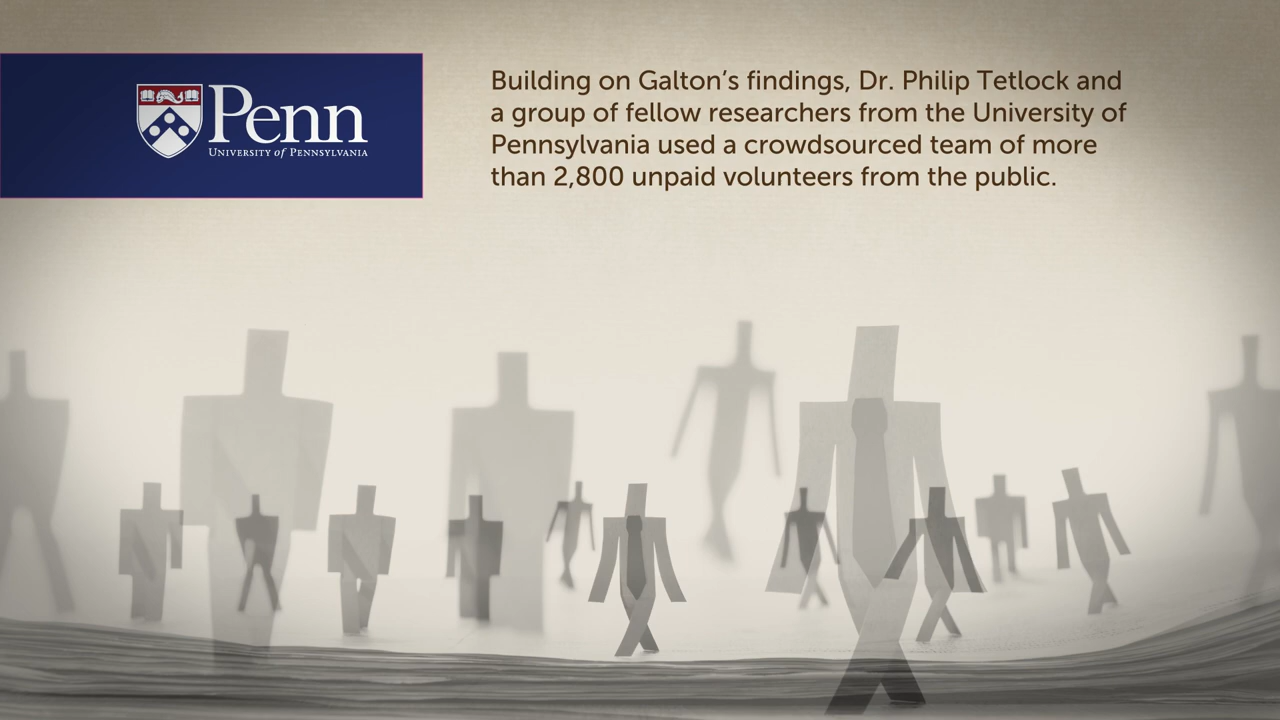 Penn
UNIVERSITY of PENNSYLVANIA
Building on Galton's findings, Dr. Philip Tetlock and
a group of fellow researchers from the University of
Pennsylvania used a crowdsourced team of more
than 2,800 unpaid volunteers from the public.